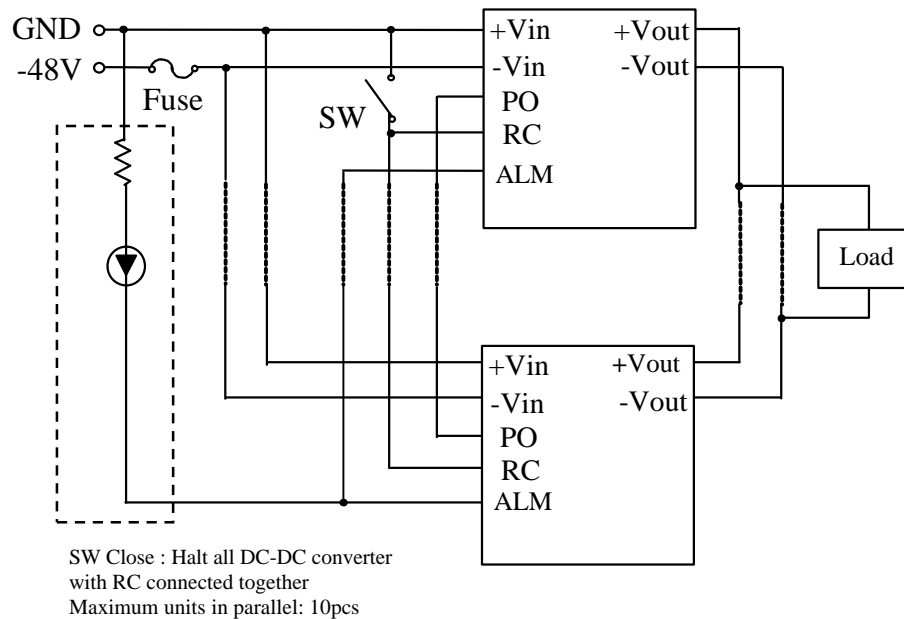 GND
-48V
Fuse
SW
+Vin
-Vin
PO
RC
ALM
+Vout
-Vout
Load
+Vin
-Vin
PO
RC
ALM
+Vout
-Vout
SW Close : Halt all DC-DC converter
with RC connected together
Maximum units in parallel: 10pcs